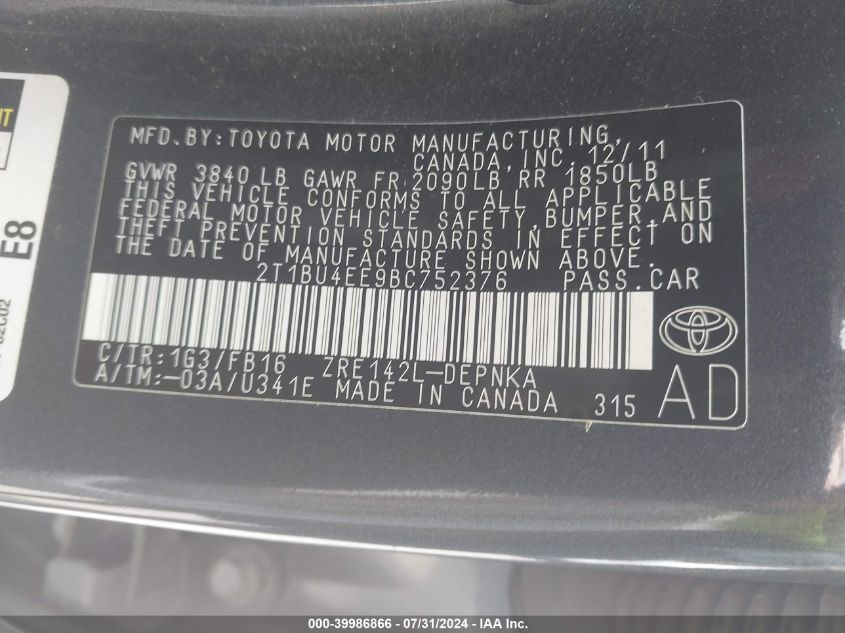 MFD.BY:TOYOTA MOTOR MANUFACTURING,
CANADA,INC. 12/11
GVWR 3840 LB GAWR FR 2090LB RR 1850LB
THIS VEHICLE CONFORMS TO ALL APPLICABLE
FEDERAL MOTOR VEHICLE SAFETY,BUMPER,AND
THEFT PREVENTION STANDARDS IN EFFECT ON
THE DATE OF MANUFACTURE SHOWN ABOVE.
2T1BU4EE9BC752376 PASS.CAR
C/TR:1G3/FB16 ZRE142L-DEPNKA
A/TM:-03A/U341E MADE IN CANADA 315
AD
E8
000-39986866 - 07/31/2024 - IAA Inc.